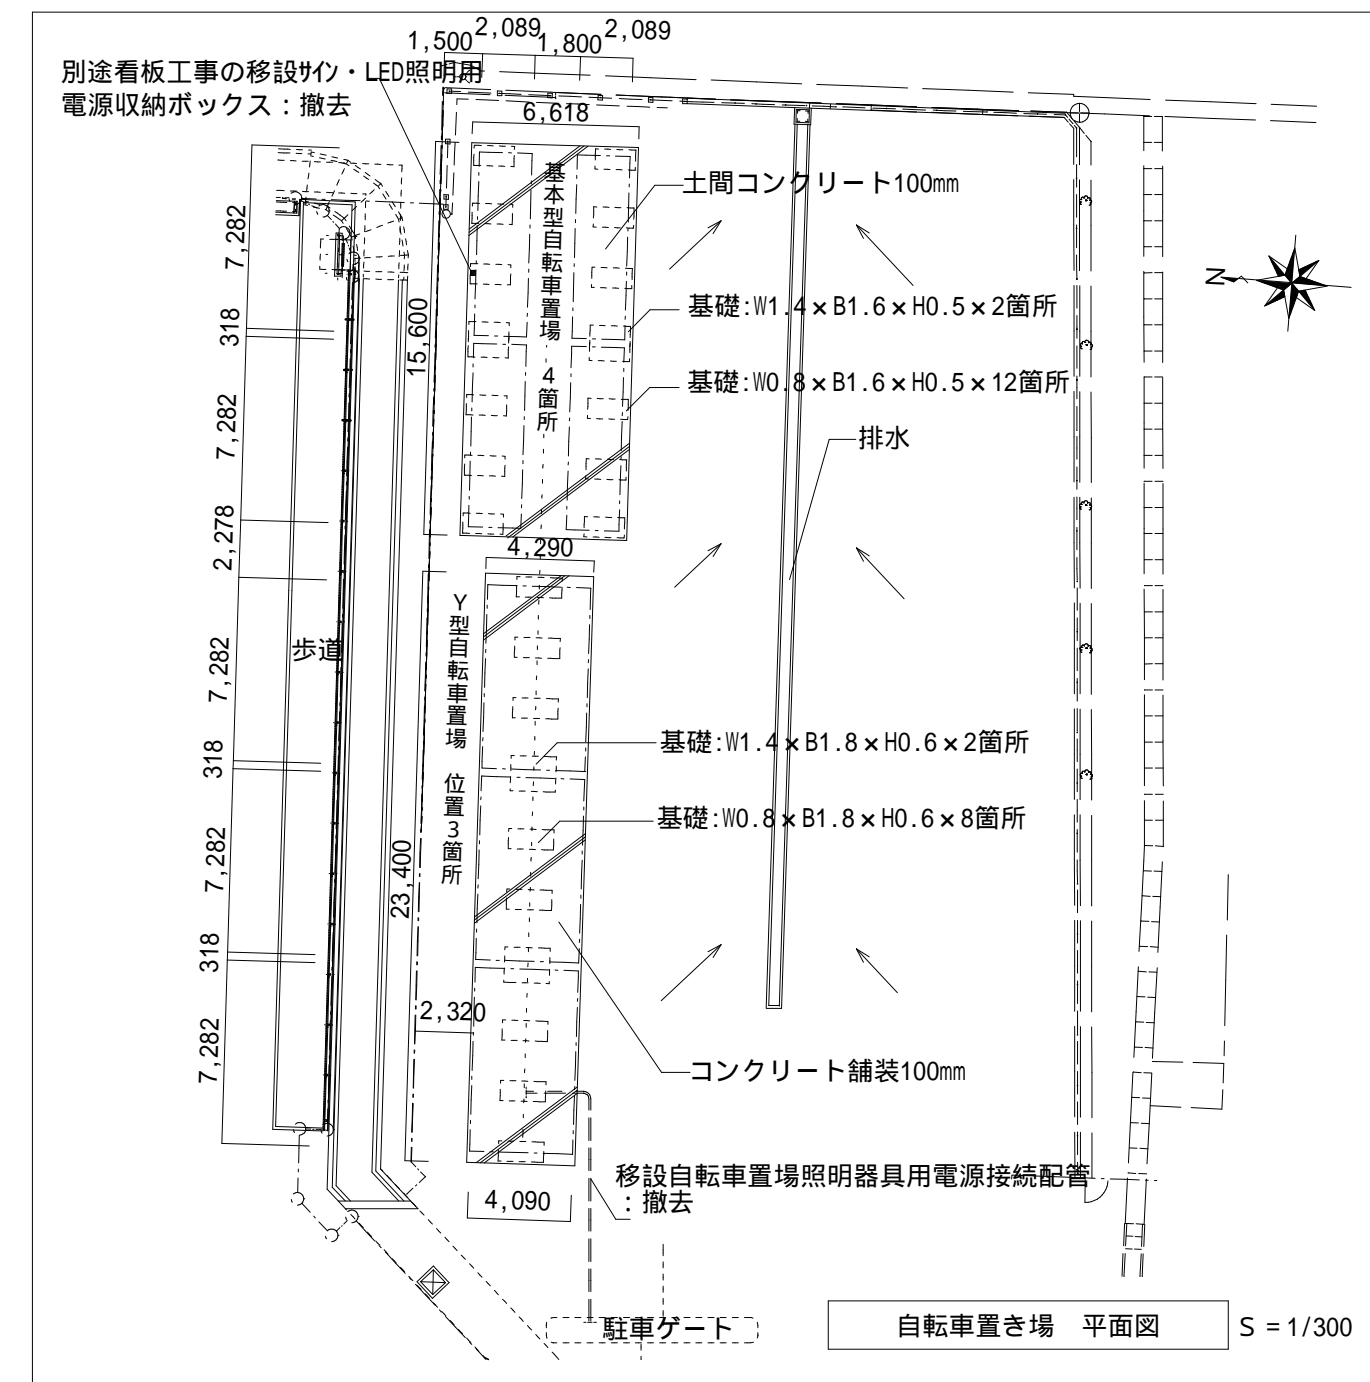 1,500
2,089
1,800
2,089
別途看板工事の移設ｻｲﾝ・LED照明用
電源収納ボックス：撤去
6,618
基本型自転車置場　4箇所
土間コンクリート100mm
7,282
N
基礎:W1.4×B1.6×H0.5×2箇所
318
15,600
基礎:W0.8×B1.6×H0.5×12箇所
7,282
排水
2,278
4,290
Y型自転車置場　位置3箇所
歩道
7,282
基礎:W1.4×B1.8×H0.6×2箇所
318
基礎:W0.8×B1.8×H0.6×8箇所
7,282
23,400
318
2,320
7,282
コンクリート舗装100mm
移設自転車置場照明器具用電源接続配管
：撤去
4,090
駐車ゲート
自転車置き場　平面図
S =1/300